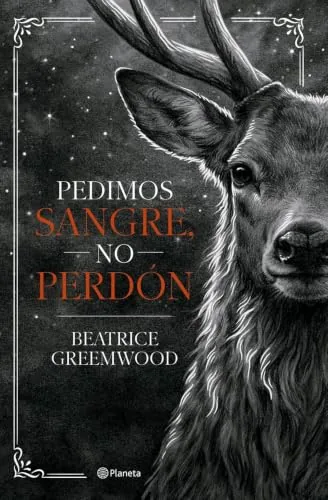 PEDIMOS
SANGRE,
NO
PERDÓN
BEATRICE
GREEMWOOD
Planeta